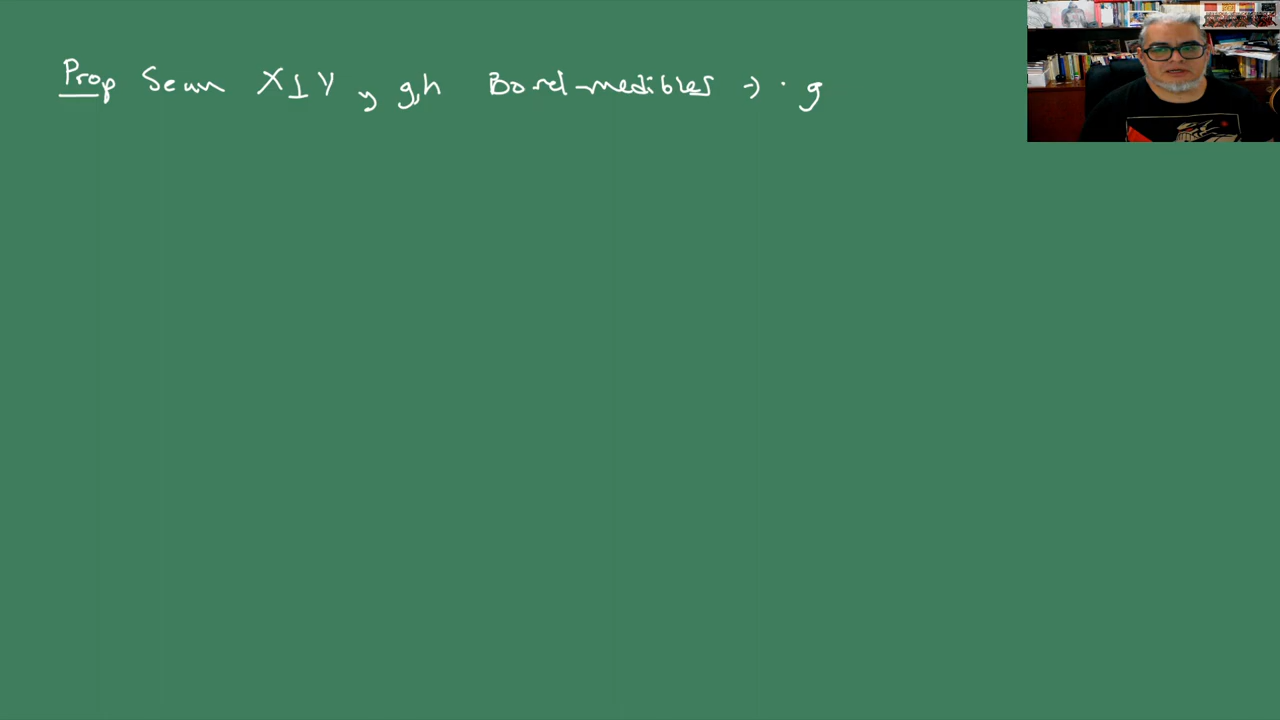 Prop Sean X⊥Y y g,h Borel-medibles → · g